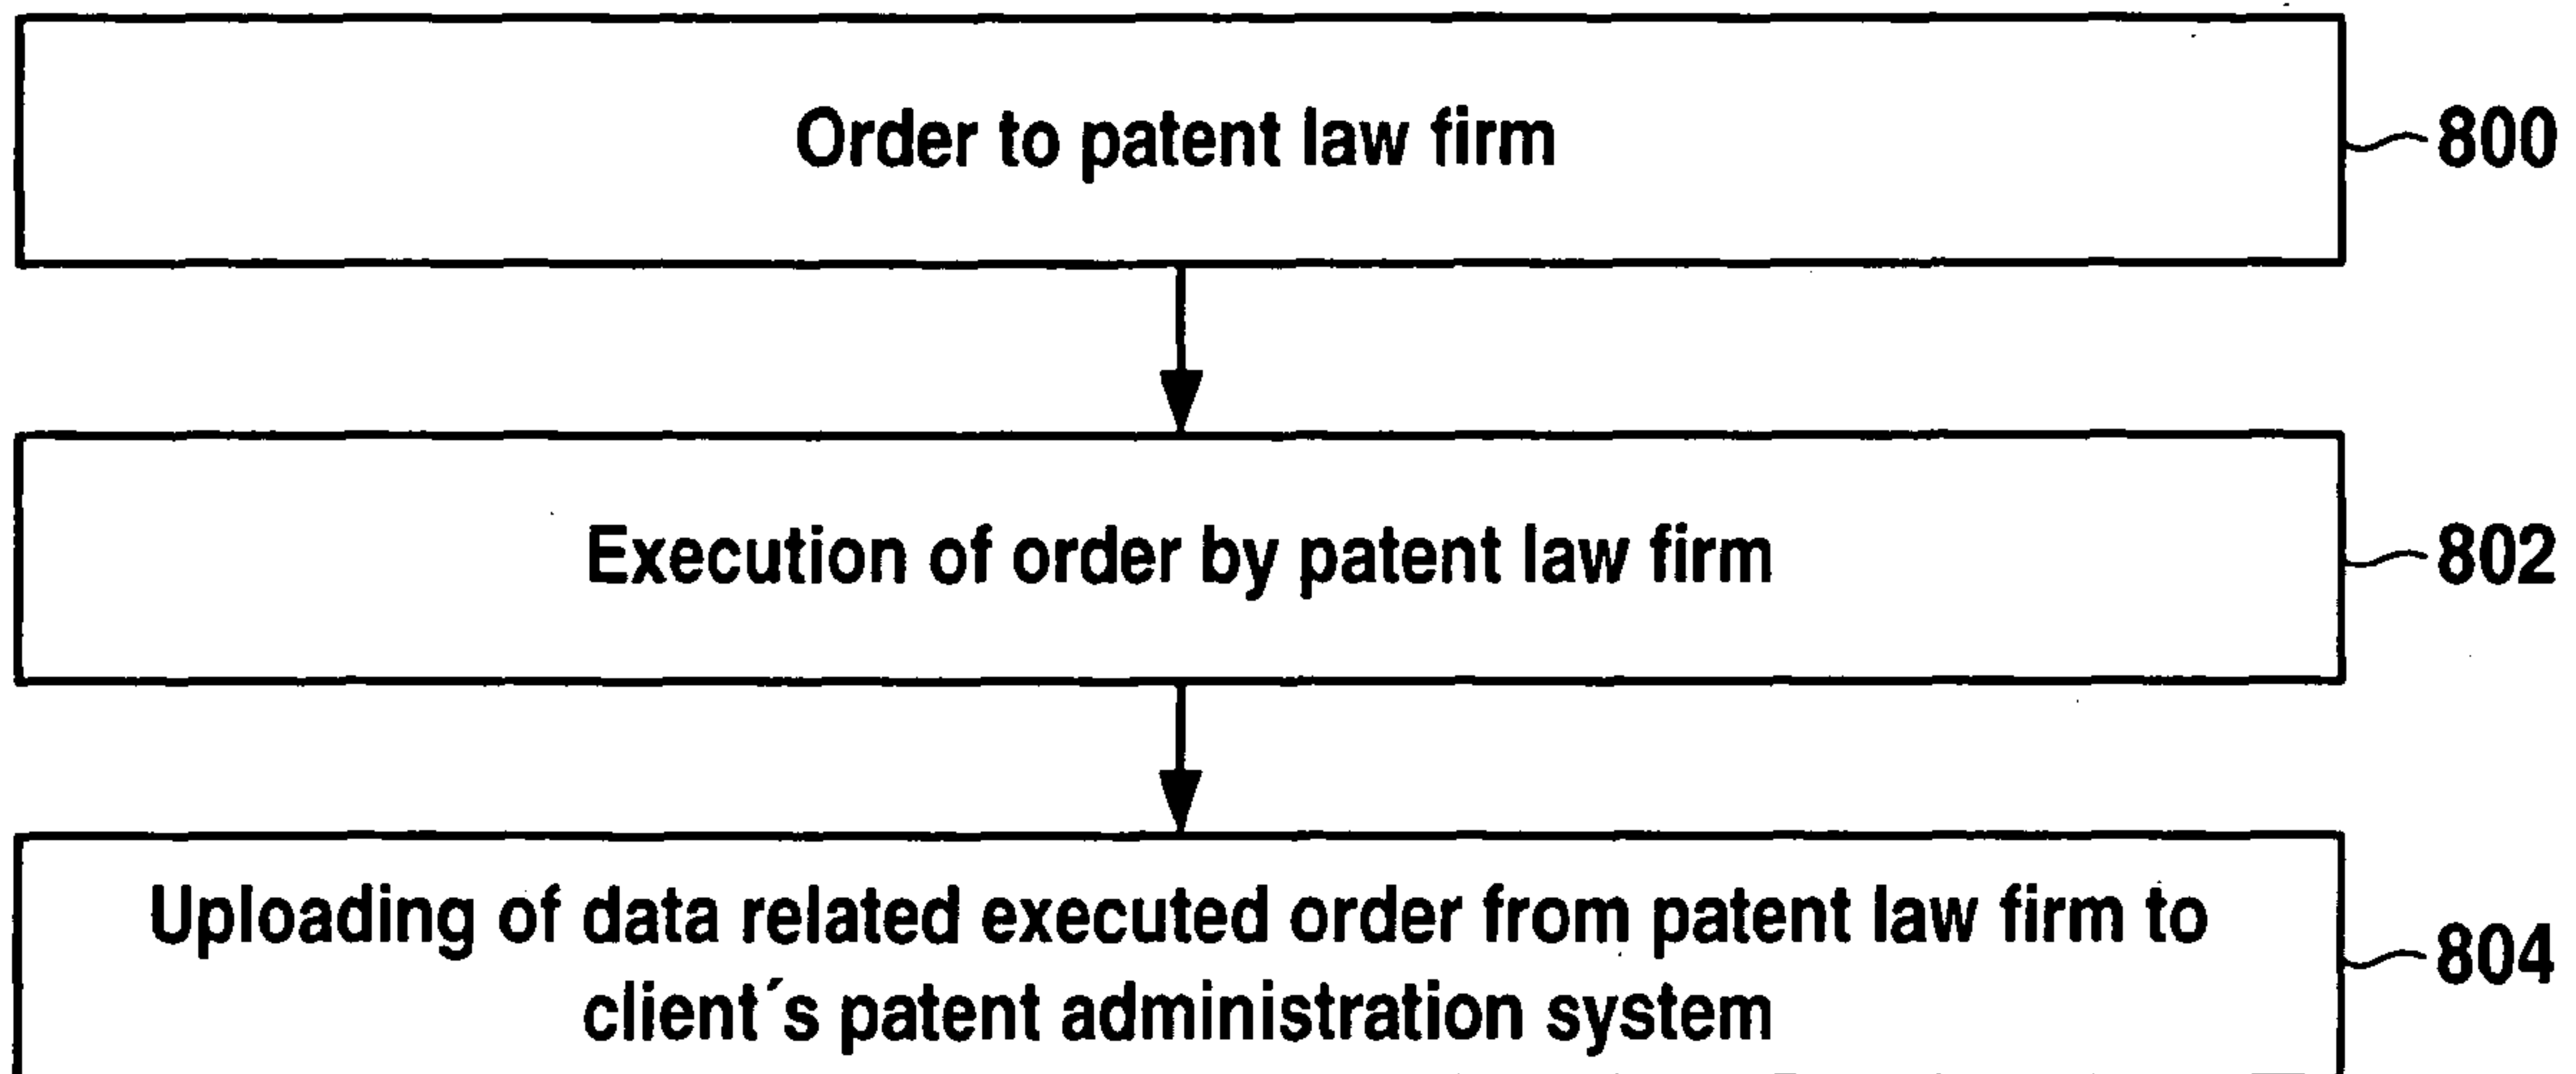 Order to patent law firm
800
Execution of order by patent law firm
802
Uploading of data related executed order from patent law firm to
client´s patent administration system
804